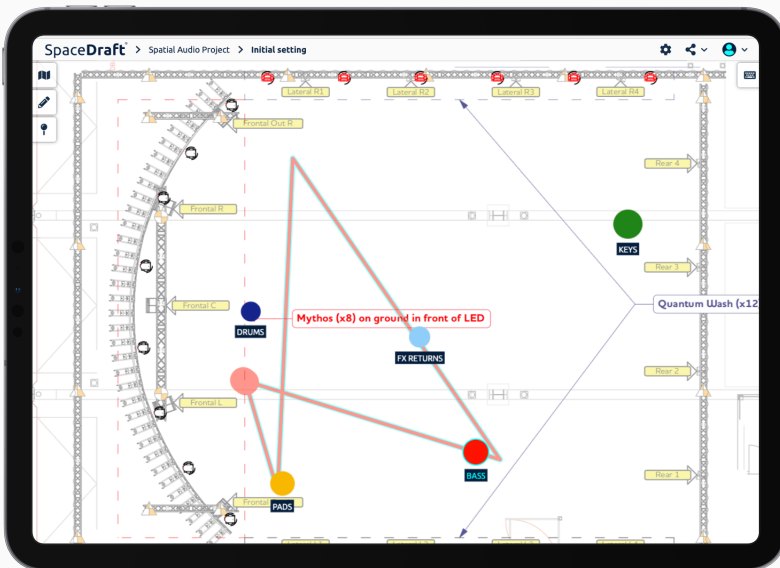 SpaceDraft > Spatial Audio Project > Initial setting
Lateral R1
Lateral R2
Lateral R3
Lateral R4
Frontal Out R
Rear 4
Frontal R
KEYS
Rear 3
Frontal C
Quantum Wash (x12)
Mythos (x8) on ground in front of LED
DRUMS
FX RETURNS
Rear 2
Frontal L
Rear 1
BASS
Frontal
PADS